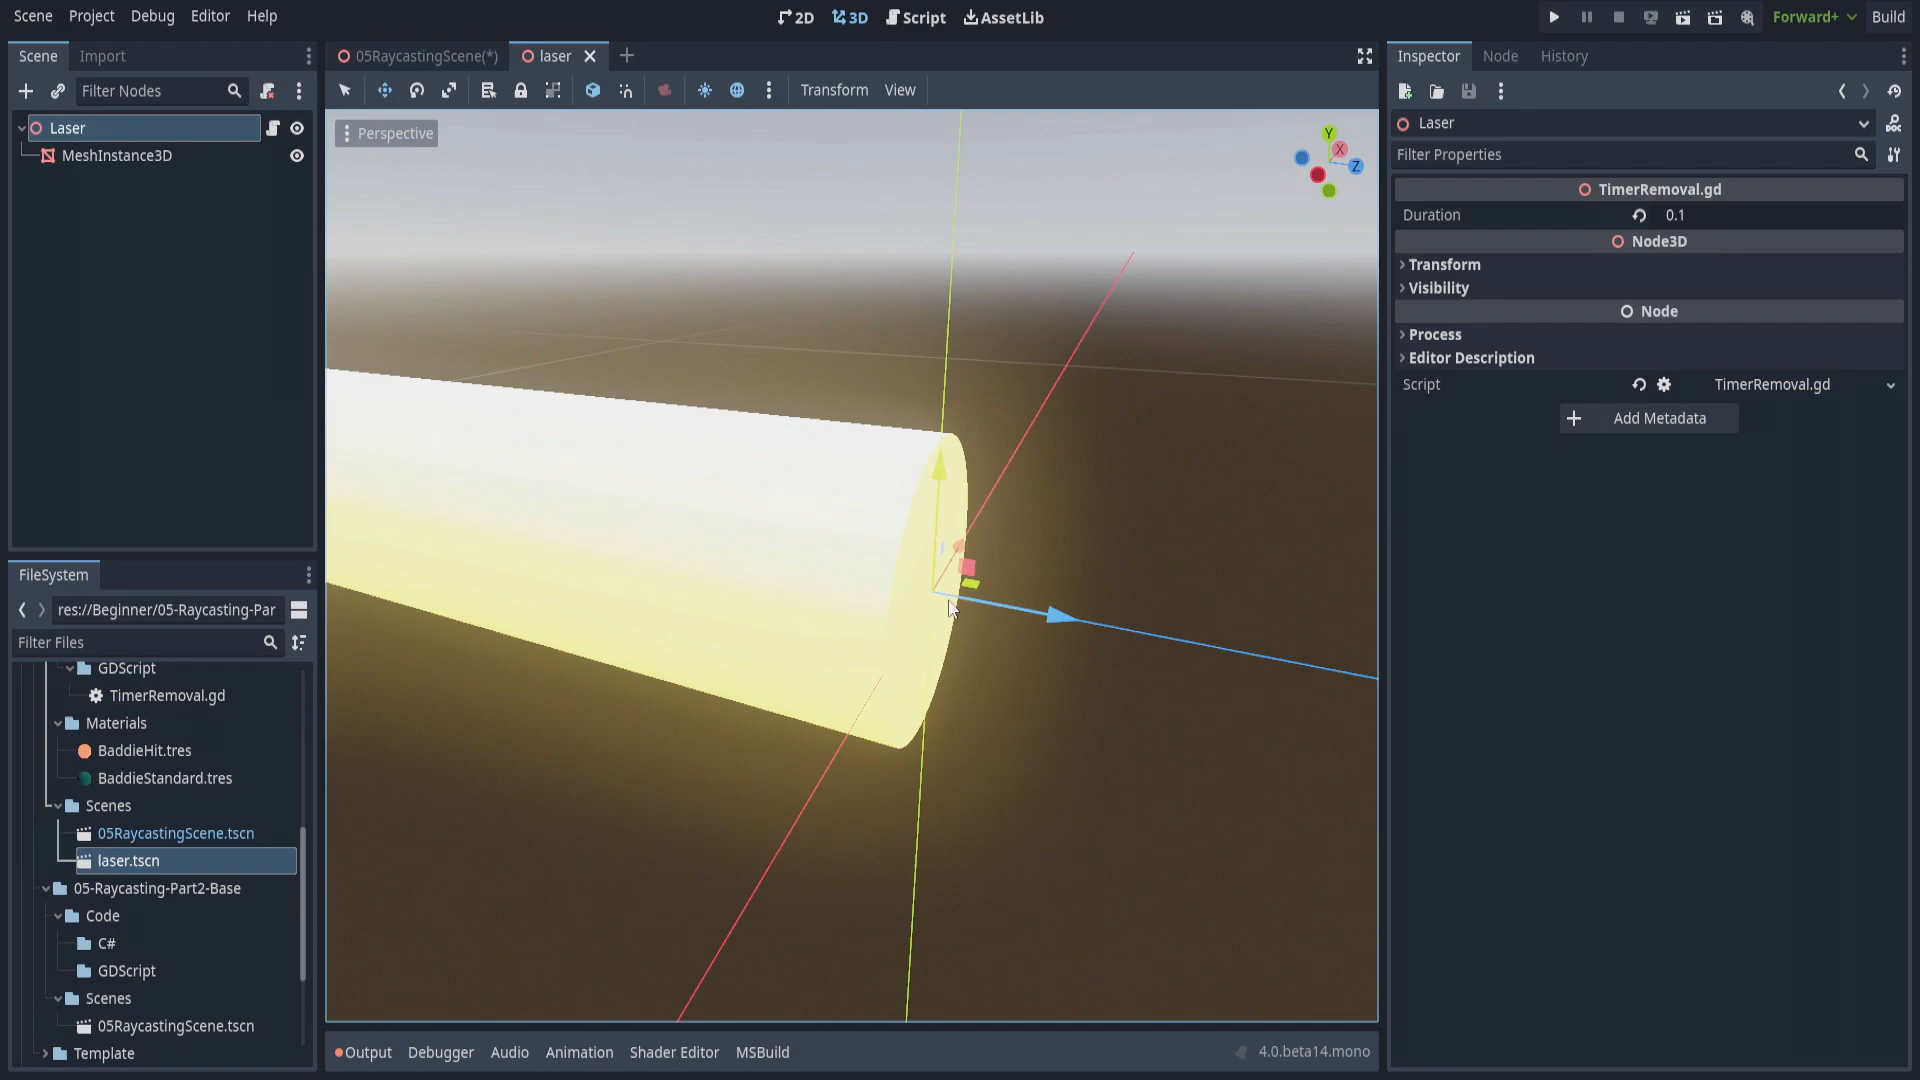 Scene Project Debug Editor Help
2D 3D Script AssetLib
Forward+ Build
Scene Import
Filter Nodes
Laser
MeshInstance3D
FileSystem
res://Beginner/05-Raycasting-Par
Filter Files
GDScript
TimerRemoval.gd
Materials
BaddieHit.tres
BaddieStandard.tres
Scenes
05RaycastingScene.tscn
laser.tscn
05-Raycasting-Part2-Base
Code
C#
GDScript
Scenes
05RaycastingScene.tscn
Template
05RaycastingScene(*) laser
Transform View
Perspective
Y
X
Z
Output Debugger Audio Animation Shader Editor MSBuild
4.0.beta14.mono
Inspector Node History
Laser
Filter Properties
TimerRemoval.gd
Duration 0.1
Node3D
Transform
Visibility
Node
Process
Editor Description
Script TimerRemoval.gd
Add Metadata